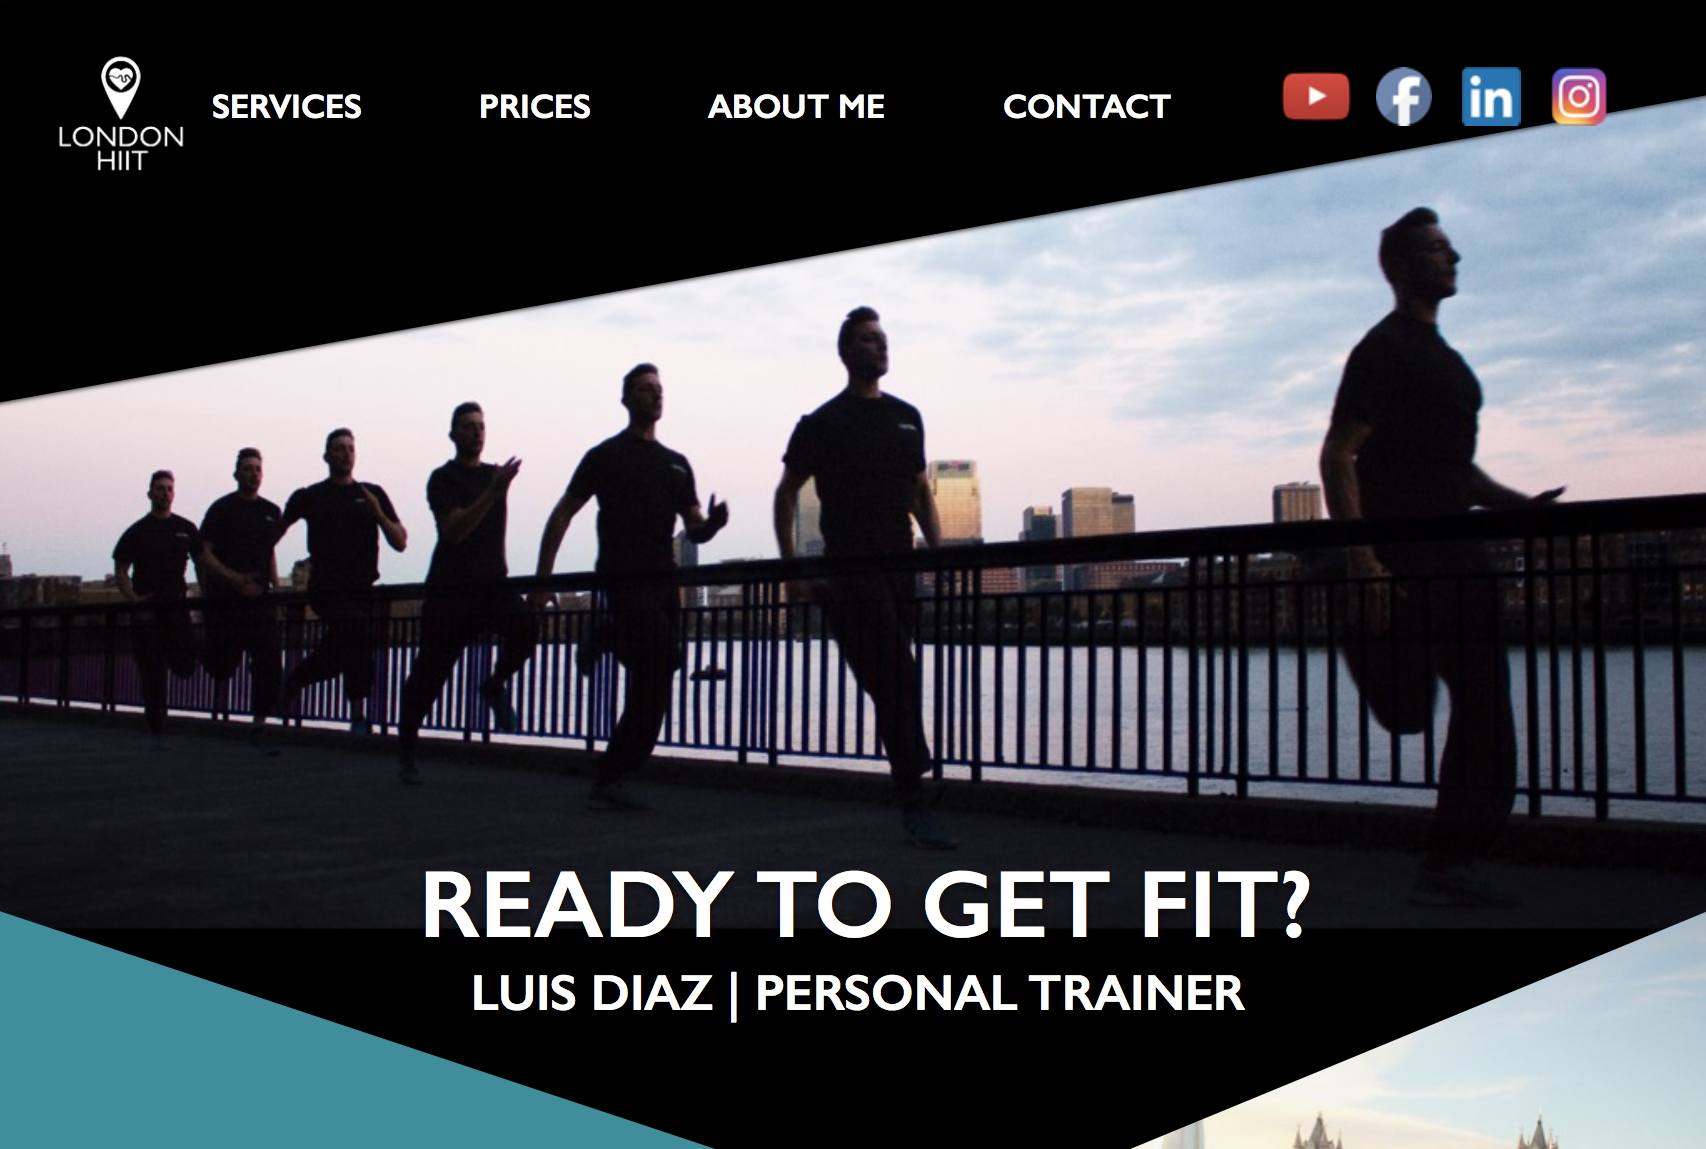 LONDON
HIIT
SERVICES
PRICES
ABOUT ME
CONTACT
in
READY TO GET FIT?
LUIS DIAZ | PERSONAL TRAINER